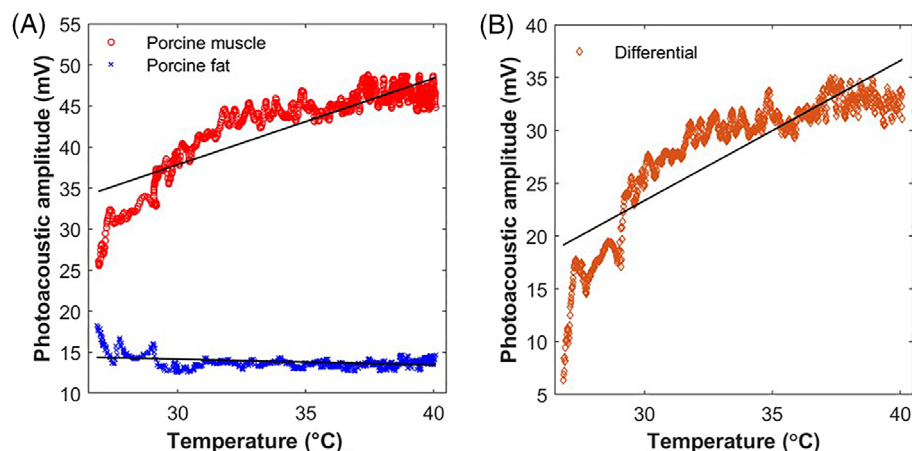 (A)
Porcine muscle
Porcine fat
Photoacoustic amplitude (mV)
55
50
45
40
35
30
25
20
15
10
30
35
40
Temperature (°C)
(B)
Differential
Photoacoustic amplitude (mV)
40
35
30
25
20
15
10
5
30
35
40
Temperature (°C)